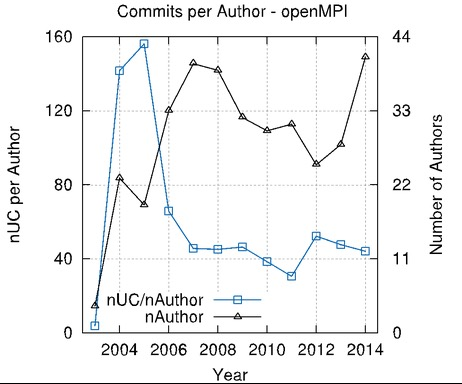 Commits per Author - openMPI
160 44
120 33
80 22
40 11
0 0
nUC per Author
Number of Authors
nUC/nAuthor
nAuthor
2004 2006 2008 2010 2012 2014
Year